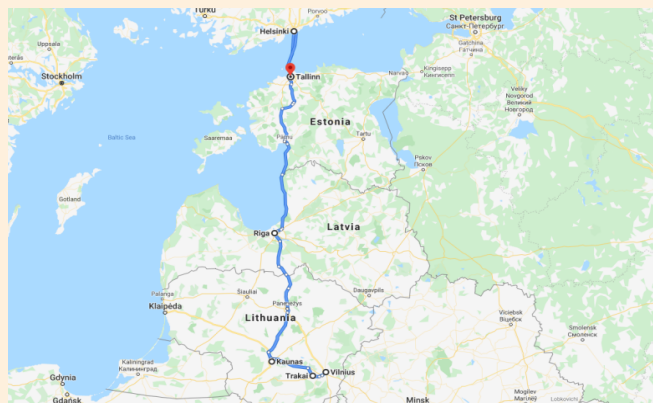 Turku
Porvoo
Helsinki
St Petersburg
Санкт-Петербург
Gatchina
Гатчина
Uppsala
Stockholm
Tallinn
Narva
Kingisepp
Кингисепп
Veliky
Novgorod
Великий
Новгород
Baltic Sea
Saaremaa
Estonia
Pärnu
Tartu
Pskov
Псков
Gotland
Riga
Latvia
Palanga
Klaipėda
Šiauliai
Panevėžys
Daugavpils
Lithuania
Viciebsk
Віцебск
Smolensk
Смоленск
Kaliningrad
Калининград
Kaunas
Trakai
Vilnius
Gdynia
Gdańsk
Minsk
Mogilev